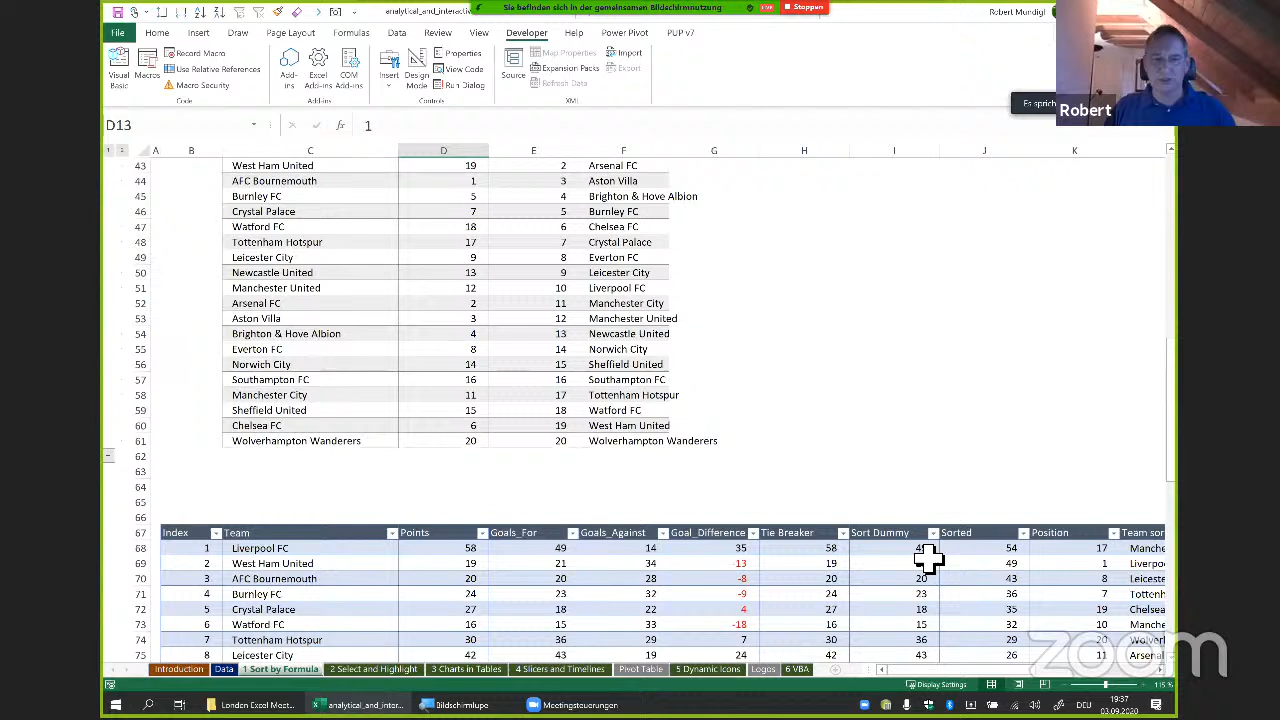 analytical_and_interactiv
Sie befinden sich in der gemeinsamen Bildschirmnutzung
LIVE
Stoppen
Robert Mundigl
File Home Insert Draw Page Layout Formulas Data Review View Developer Help Power Pivot PUP v7
Visual Basic
Macros
Record Macro
Use Relative References
Macro Security
Code
Add-ins
Excel Add-ins
COM Add-ins
Add-ins
Insert
Design Mode
Properties
View Code
Run Dialog
Controls
Source
Map Properties
Expansion Packs
Refresh Data
Import
Export
XML
Es sprich
Robert
D13 fx 1
1 2 A B C D E F G H I J K
43 West Ham United 19 2 Arsenal FC
44 AFC Bournemouth 1 3 Aston Villa
45 Burnley FC 5 4 Brighton & Hove Albion
46 Crystal Palace 7 5 Burnley FC
47 Watford FC 18 6 Chelsea FC
48 Tottenham Hotspur 17 7 Crystal Palace
49 Leicester City 9 8 Everton FC
50 Newcastle United 13 9 Leicester City
51 Manchester United 12 10 Liverpool FC
52 Arsenal FC 2 11 Manchester City
53 Aston Villa 3 12 Manchester United
54 Brighton & Hove Albion 4 13 Newcastle United
55 Everton FC 8 14 Norwich City
56 Norwich City 14 15 Sheffield United
57 Southampton FC 16 16 Southampton FC
58 Manchester City 11 17 Tottenham Hotspur
59 Sheffield United 15 18 Watford FC
60 Chelsea FC 6 19 West Ham United
61 Wolverhampton Wanderers 20 20 Wolverhampton Wanderers
62
63
64
65
66
67 Index Team Points Goals_For Goals_Against Goal_Difference Tie Breaker Sort Dummy Sorted Position Team sor
68 1 Liverpool FC 58 49 14 35 58 54 17 Manche
69 2 West Ham United 19 21 34 -13 19 49 1 Liverpo
70 3 AFC Bournemouth 20 20 28 -8 20 20 43 8 Leiceste
71 4 Burnley FC 24 23 32 -9 24 23 36 7 Tottenh
72 5 Crystal Palace 27 18 22 4 27 18 35 19 Chelsea
73 6 Watford FC 16 15 33 -18 16 15 32 10 Manche
74 7 Tottenham Hotspur 30 36 29 7 30 36 29 20 Wolverh
75 8 Leicester City 42 43 19 24 42 43 26 11 Arsenal
zoom
Introduction Data 1 Sort by Formula 2 Select and Highlight 3 Charts in Tables 4 Slicers and Timelines Pivot Table 5 Dynamic Icons Logos 6 VBA
Display Settings 115 %
London Excel Meet... analytical_and_inter... Bildschirmlupe Meetingsteuerungen
DEU
19:37
03.09.2020